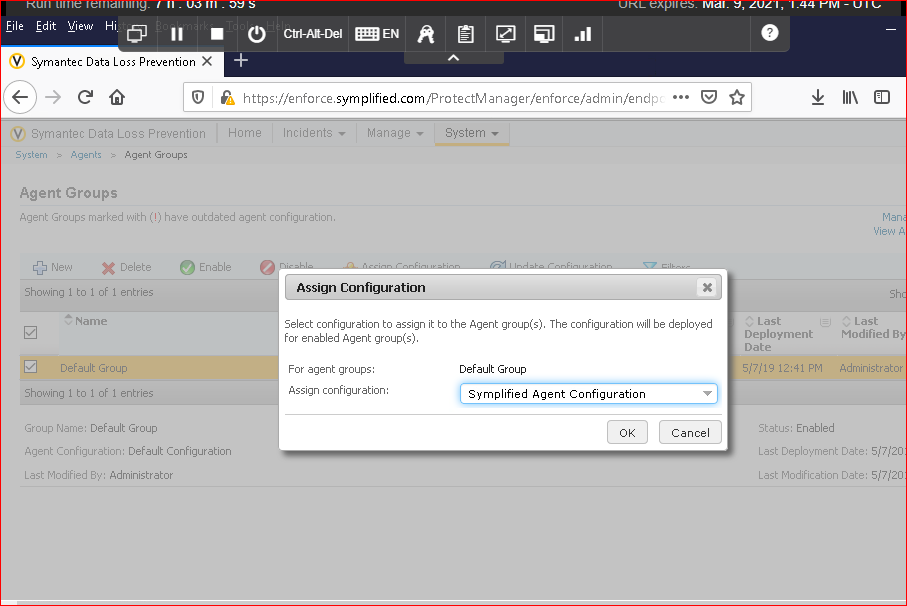 Run time remaining: 7 h : 03 m : 59 s
URL expires: Mar. 9, 2021, 1:44 PM - UTC
File Edit View History Bookmarks Tools Help
Ctrl-Alt-Del EN
Symantec Data Loss Prevention
https://enforce.symplified.com/ProtectManager/enforce/admin/endpo
Symantec Data Loss Prevention Home Incidents Manage System
System > Agents > Agent Groups
Agent Groups
Agent Groups marked with (!) have outdated agent configuration.
Mana
View A
New Delete Enable Disable Assign Configuration Update Configuration Filters
Showing 1 to 1 of 1 entries
Sho
Name
Last Deployment Date
Last Modified By
Default Group 5/7/19 12:41 PM Administrator
Showing 1 to 1 of 1 entries
Group Name: Default Group Status: Enabled
Agent Configuration: Default Configuration Last Deployment Date: 5/7/20
Last Modified By: Administrator Last Modification Date: 5/7/20
Assign Configuration
Select configuration to assign it to the Agent group(s). The configuration will be deployed
for enabled Agent group(s).
For agent groups: Default Group
Assign configuration: Symplified Agent Configuration
OK Cancel